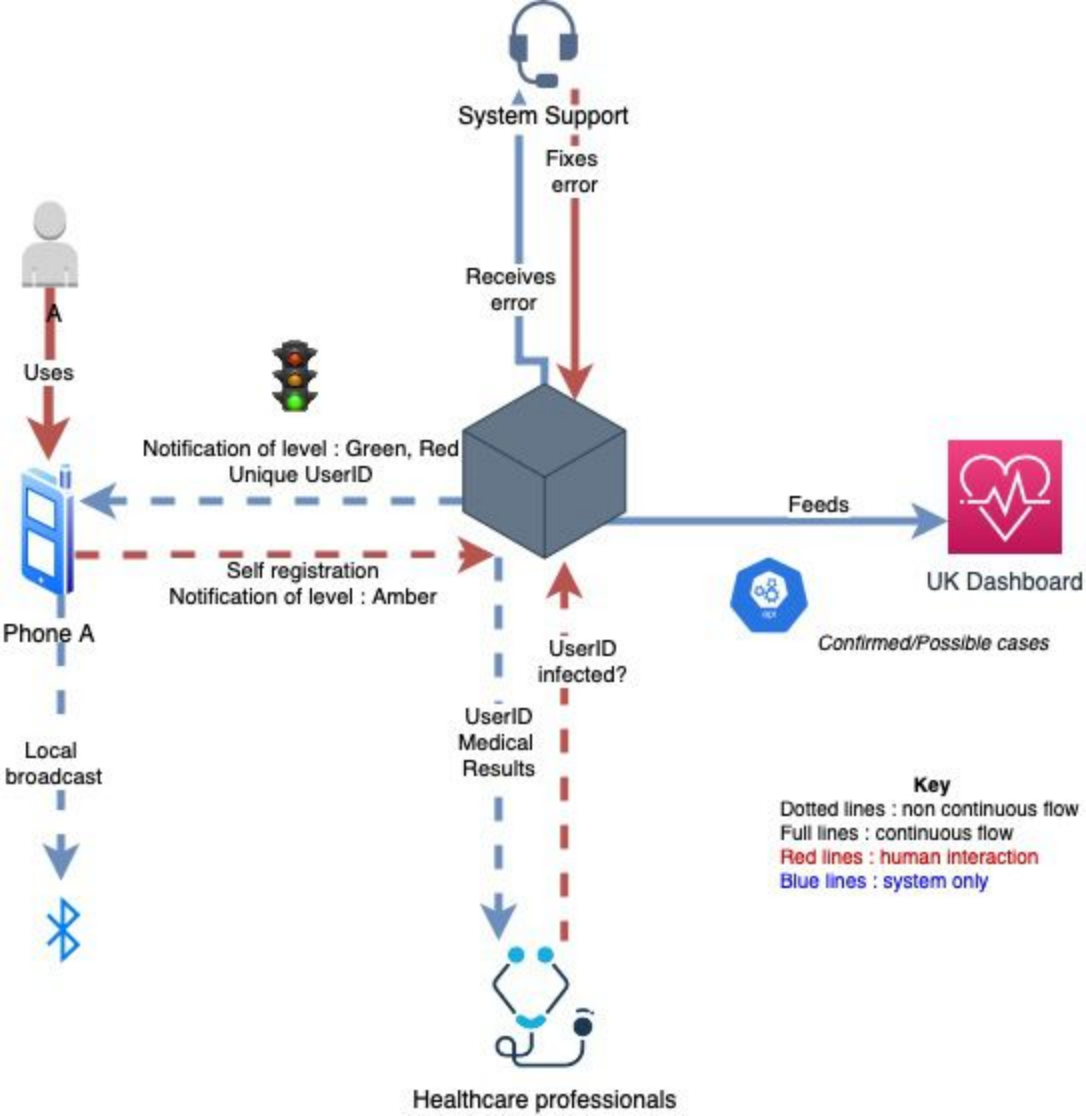 System Support
Fixes
error
Receives
error
A
Uses
Notification of level : Green, Red
Unique UserID
Feeds
UK Dashboard
Self registration
Notification of level : Amber
api
Phone A
Confirmed/Possible cases
UserID
infected?
UserID
Medical
Results
Local
broadcast
Key
Dotted lines : non continuous flow
Full lines : continuous flow
Red lines : human interaction
Blue lines : system only
Healthcare professionals